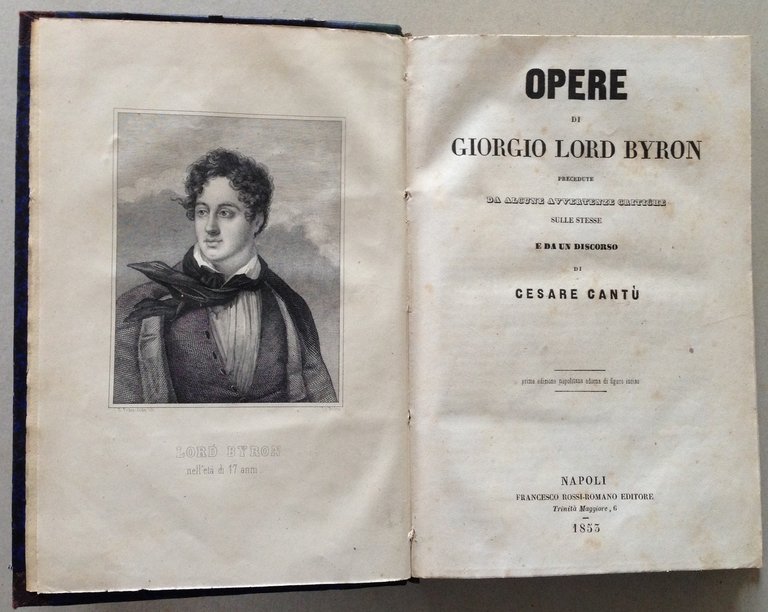 LORD BYRON
nell'età di 17 anni
OPERE
DI
GIORGIO LORD BYRON
PRECEDUTE
DA ALCUNE AVVERTENZE CRITICHE
SULLE STESSE
E DA UN DISCORSO
DI
CESARE CANTÙ
prima edizione napoletana adorna di figure incise
NAPOLI
FRANCESCO ROSSI-ROMANO EDITORE
Trinità Maggiore, 6
1853